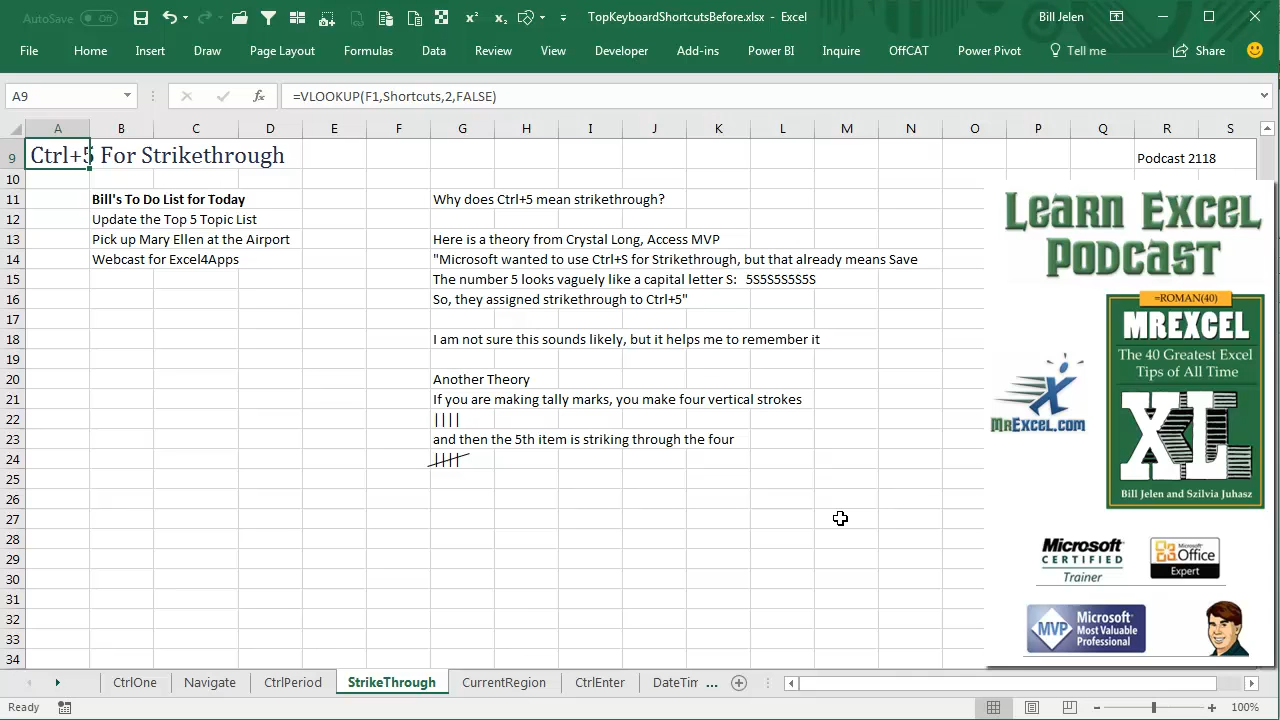 AutoSave Off
TopKeyboardShortcutsBefore.xlsx - Excel
Bill Jelen
File Home Insert Draw Page Layout Formulas Data Review View Developer Add-ins Power BI Inquire OffCAT Power Pivot Tell me Share
A9 fx =VLOOKUP(F1,Shortcuts,2,FALSE)
A B C D E F G H I J K L M N O P Q R S
9 Ctrl+5 For Strikethrough Podcast 2118
10
11 Bill's To Do List for Today Why does Ctrl+5 mean strikethrough?
12 Update the Top 5 Topic List
13 Pick up Mary Ellen at the Airport Here is a theory from Crystal Long, Access MVP
14 Webcast for Excel4Apps "Microsoft wanted to use Ctrl+S for Strikethrough, but that already means Save
15 The number 5 looks vaguely like a capital letter S: 5S5S5S5S5S
16 So, they assigned strikethrough to Ctrl+5"
17
18 I am not sure this sounds likely, but it helps me to remember it
19
20 Another Theory
21 If you are making tally marks, you make four vertical strokes
22 ||||
23 and then the 5th item is striking through the four
24 ||||
25
26
27
28
29
30
31
32
33
34
Learn Excel
Podcast
=ROMAN(40)
MREXCEL
The 40 Greatest Excel
Tips of All Time
XL
Bill Jelen and Szilvia Juhasz
MrExcel.com
Microsoft
CERTIFIED
Trainer
Microsoft
Office
Expert
MVP
Microsoft
Most Valuable
Professional
... CtrlOne Navigate CtrlPeriod StrikeThrough CurrentRegion CtrlEnter DateTim ...
Ready 100%